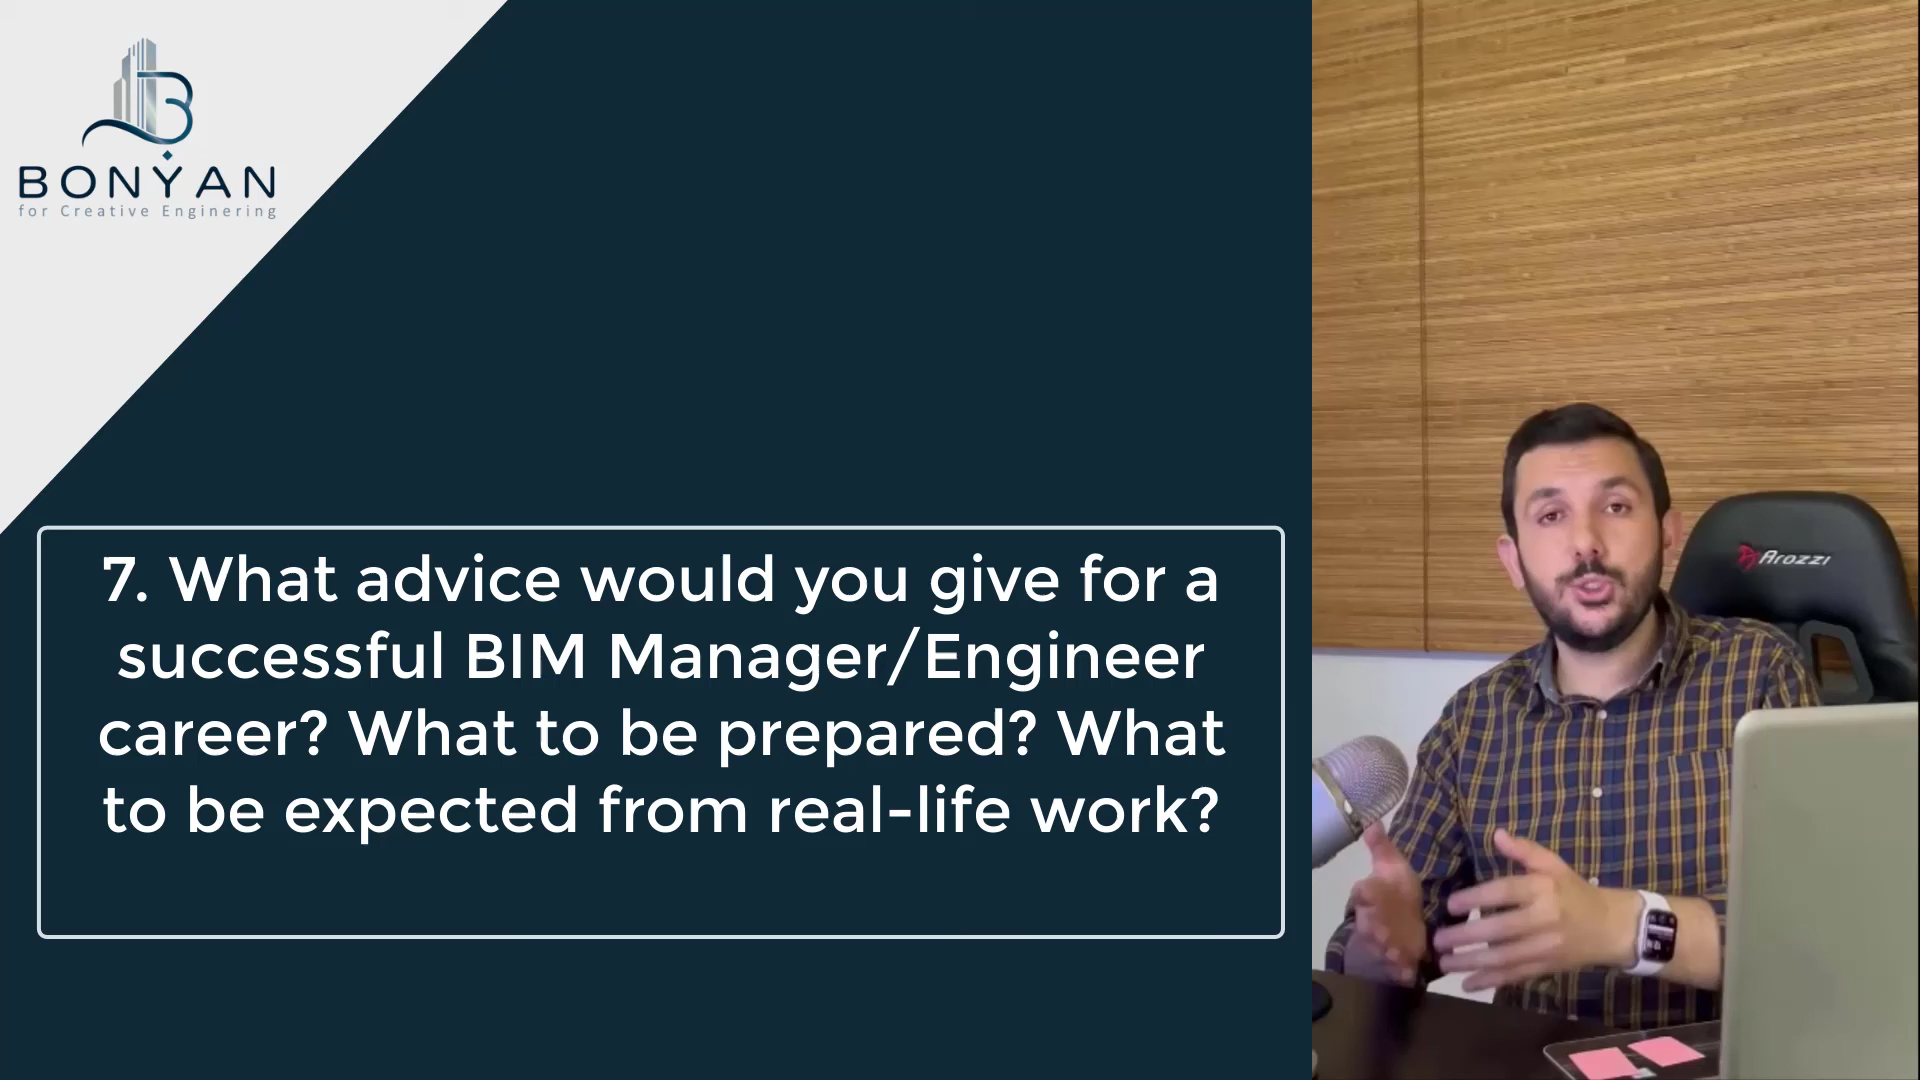 BONYAN
for Creative Enginering
7. What advice would you give for a
successful BIM Manager/Engineer
career? What to be prepared? What
to be expected from real-life work?
Arozzi